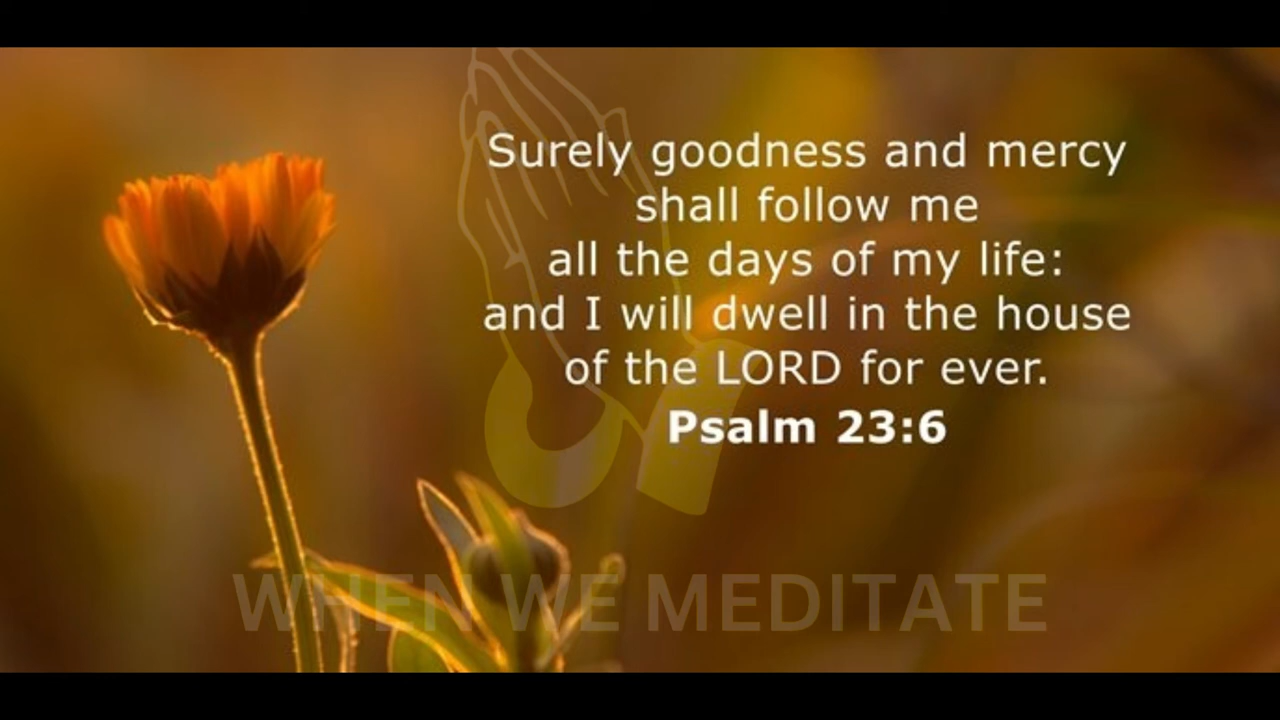 Surely goodness and mercy
shall follow me
all the days of my life:
and I will dwell in the house
of the LORD for ever.
Psalm 23:6
WHEN WE MEDITATE